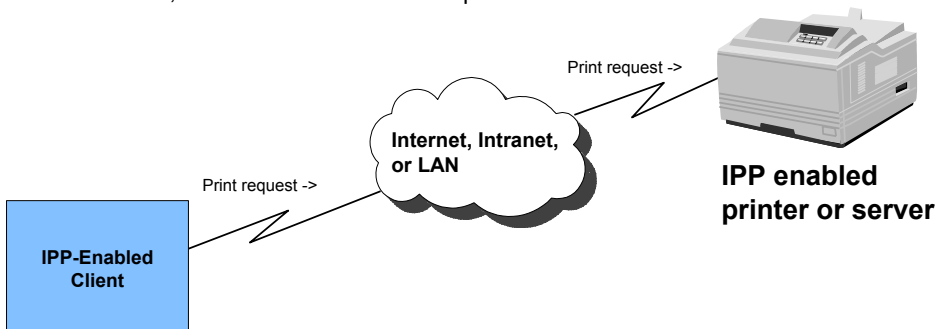 Print request ->
Internet, Intranet,
or LAN
Print request ->
IPP enabled
printer or server
IPP-Enabled
Client